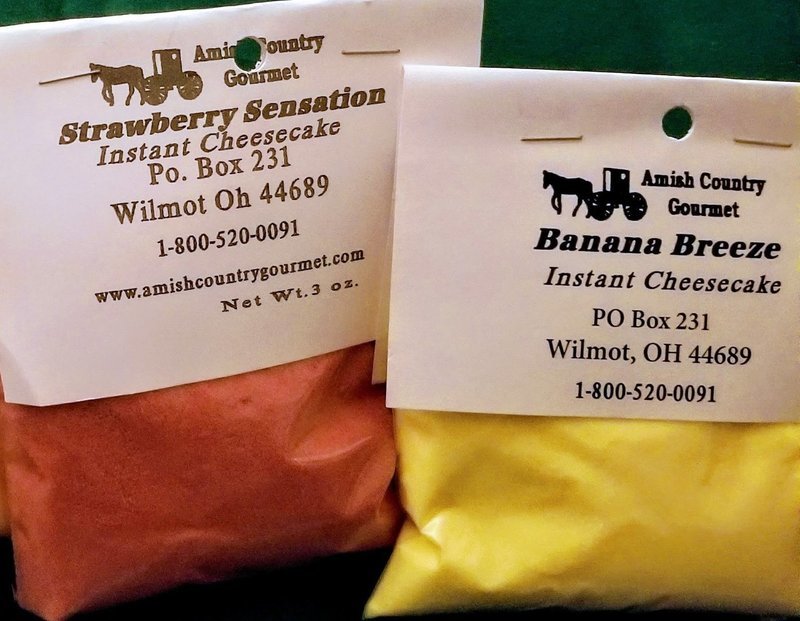 Amish Country
Gourmet
Strawberry Sensation
Instant Cheesecake
Po. Box 231
Wilmot Oh 44689
1-800-520-0091
www.amishcountrygourmet.com
Net Wt.3 oz.
Amish Country
Gourmet
Banana Breeze
Instant Cheesecake
PO Box 231
Wilmot, OH 44689
1-800-520-0091